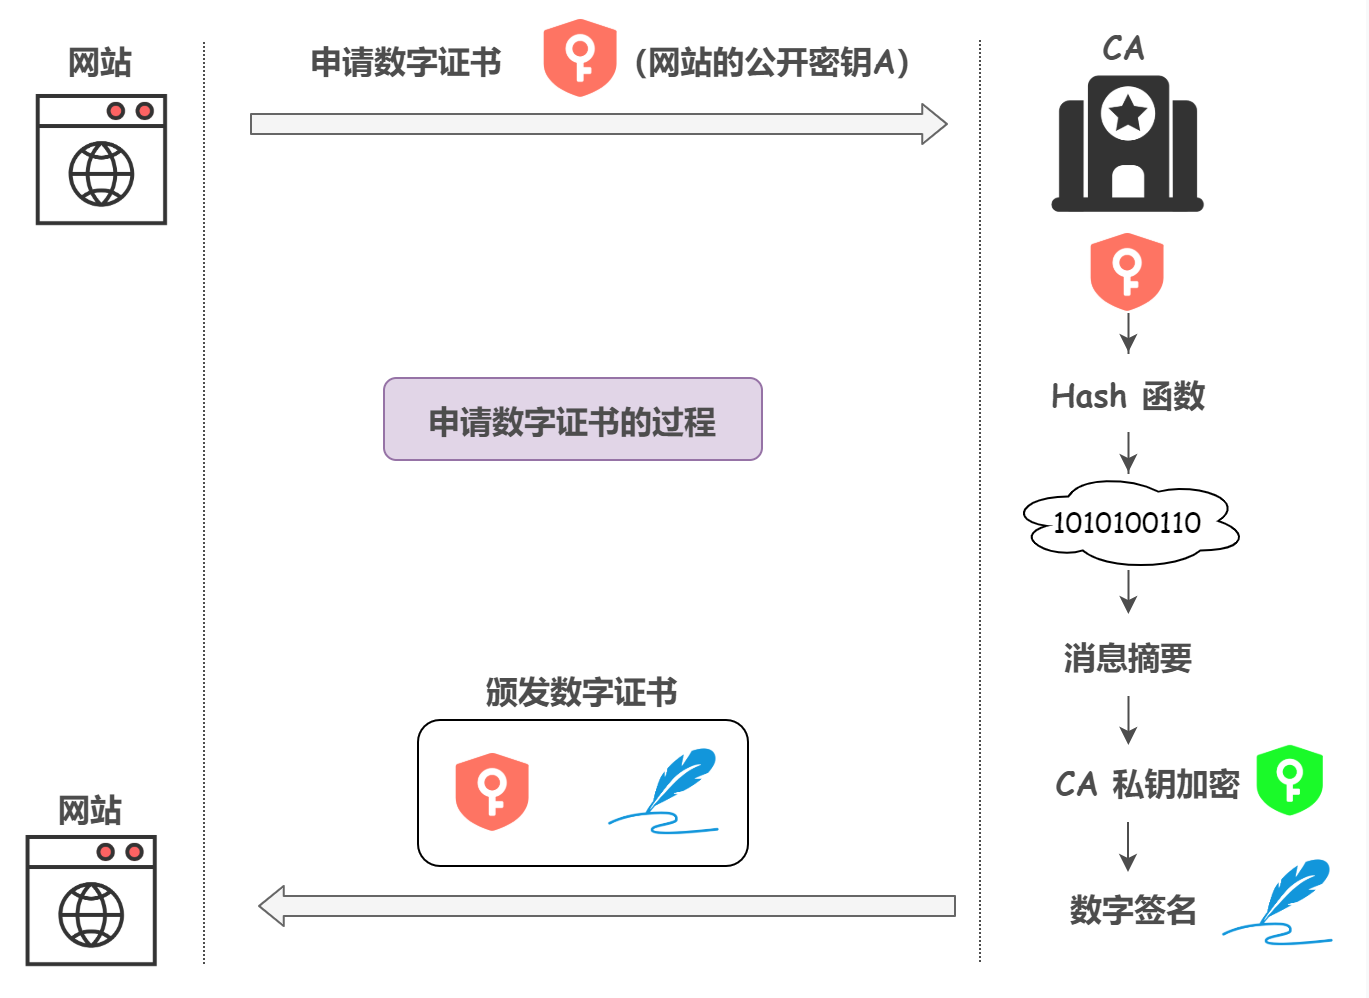 网站
申请数字证书 (网站的公开密钥A)
CA
Hash 函数
申请数字证书的过程
1010100110
消息摘要
颁发数字证书
CA 私钥加密
网站
数字签名